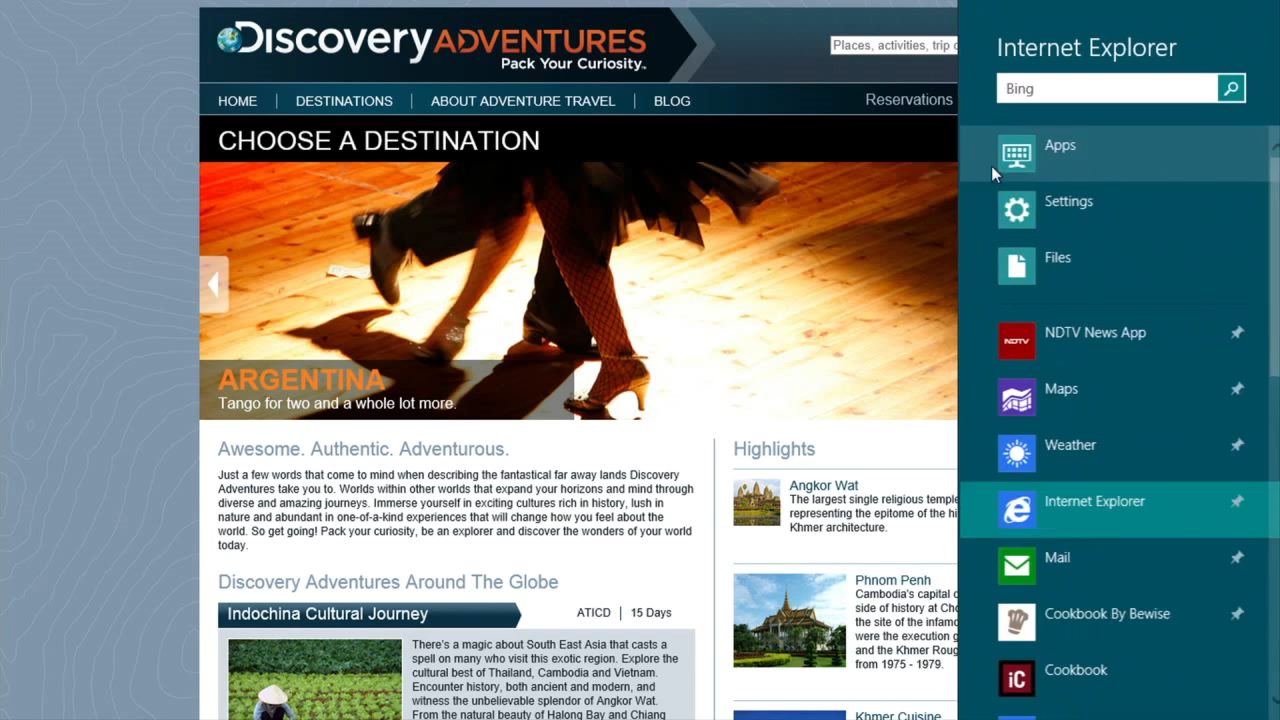 DISCOVERY ADVENTURES
Pack Your Curiosity™
Places, activities, trip
HOME
DESTINATIONS
ABOUT ADVENTURE TRAVEL
BLOG
Reservations
CHOOSE A DESTINATION
ARGENTINA
Tango for two and a whole lot more.
Awesome. Authentic. Adventurous.
Just a few words that come to mind when describing the fantastical far away lands Discovery
Adventures take you to. Worlds within other worlds that expand your horizons and mind through
diverse and amazing journeys. Immerse yourself in exciting cultures rich in history, lush in
nature and abundant in one-of-a-kind experiences that will change how you feel about the
world. So get going! Pack your curiosity, be an explorer and discover the wonders of your world
today.
Discovery Adventures Around The Globe
Indochina Cultural Journey
ATICD | 15 Days
There's a magic about South East Asia that casts a
spell on many who visit this exotic region. Explore the
cultural best of Thailand, Cambodia and Vietnam.
Encounter history, both ancient and modern, and
witness the unbelievable splendor of Angkor Wat.
From the natural beauty of Halong Bay and Chiang
Highlights
Angkor Wat
The largest single religious temple
representing the epitome of the hi
Khmer architecture.
Phnom Penh
Cambodia's capital c
side of history at Cho
the site of the infamo
were the execution g
and the Khmer Roug
from 1975 - 1979.
Khmer Cuisine
Internet Explorer
Bing
Apps
Settings
Files
NDTV
NDTV News App
Maps
Weather
Internet Explorer
Mail
Cookbook By Bewise
iC
Cookbook